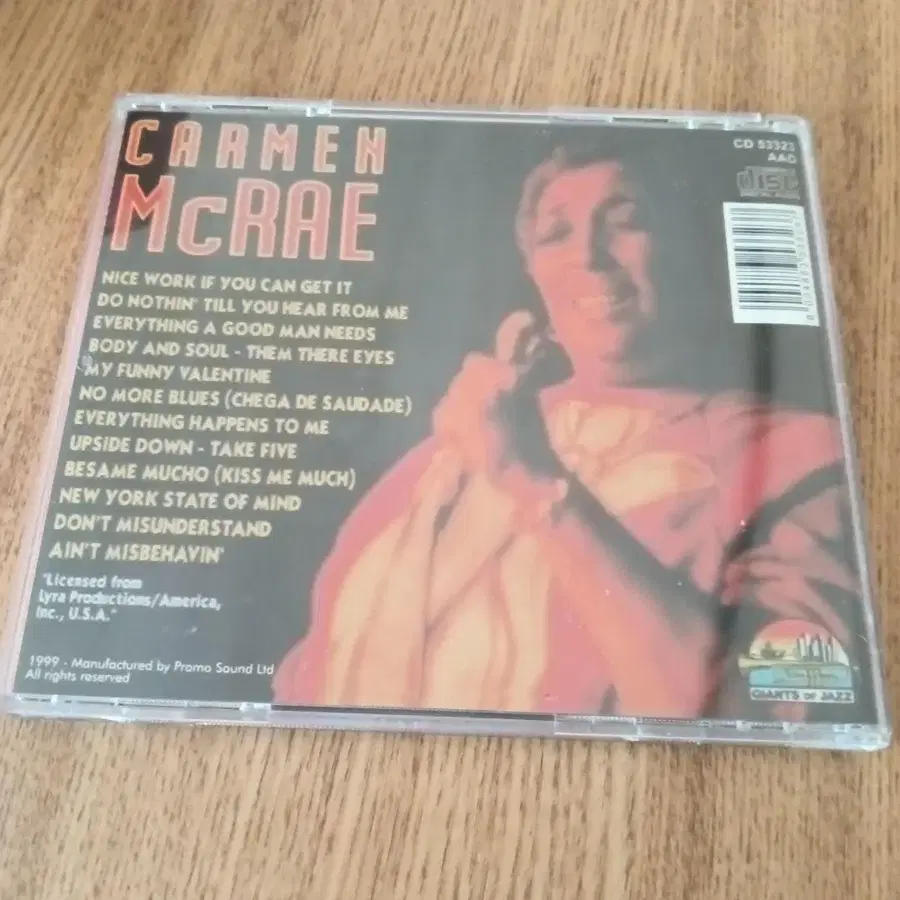 CARMEN
McRAE
NICE WORK IF YOU CAN GET IT
DO NOTHIN' TILL YOU HEAR FROM ME
EVERYTHING A GOOD MAN NEEDS
BODY AND SOUL - THEM THERE EYES
MY FUNNY VALENTINE
NO MORE BLUES (CHEGA DE SAUDADE)
EVERYTHING HAPPENS TO ME
UPSIDE DOWN - TAKE FIVE
BESAME MUCHO (KISS ME MUCH)
NEW YORK STATE OF MIND
DON'T MISUNDERSTAND
AIN'T MISBEHAVIN'
"Licensed from
Lyra Productions/America,
Inc., U.S.A."
1999 - Manufactured by Promo Sound Ltd
All rights reserved
CD 53323
AAD
disc
GIANTS OF JAZZ